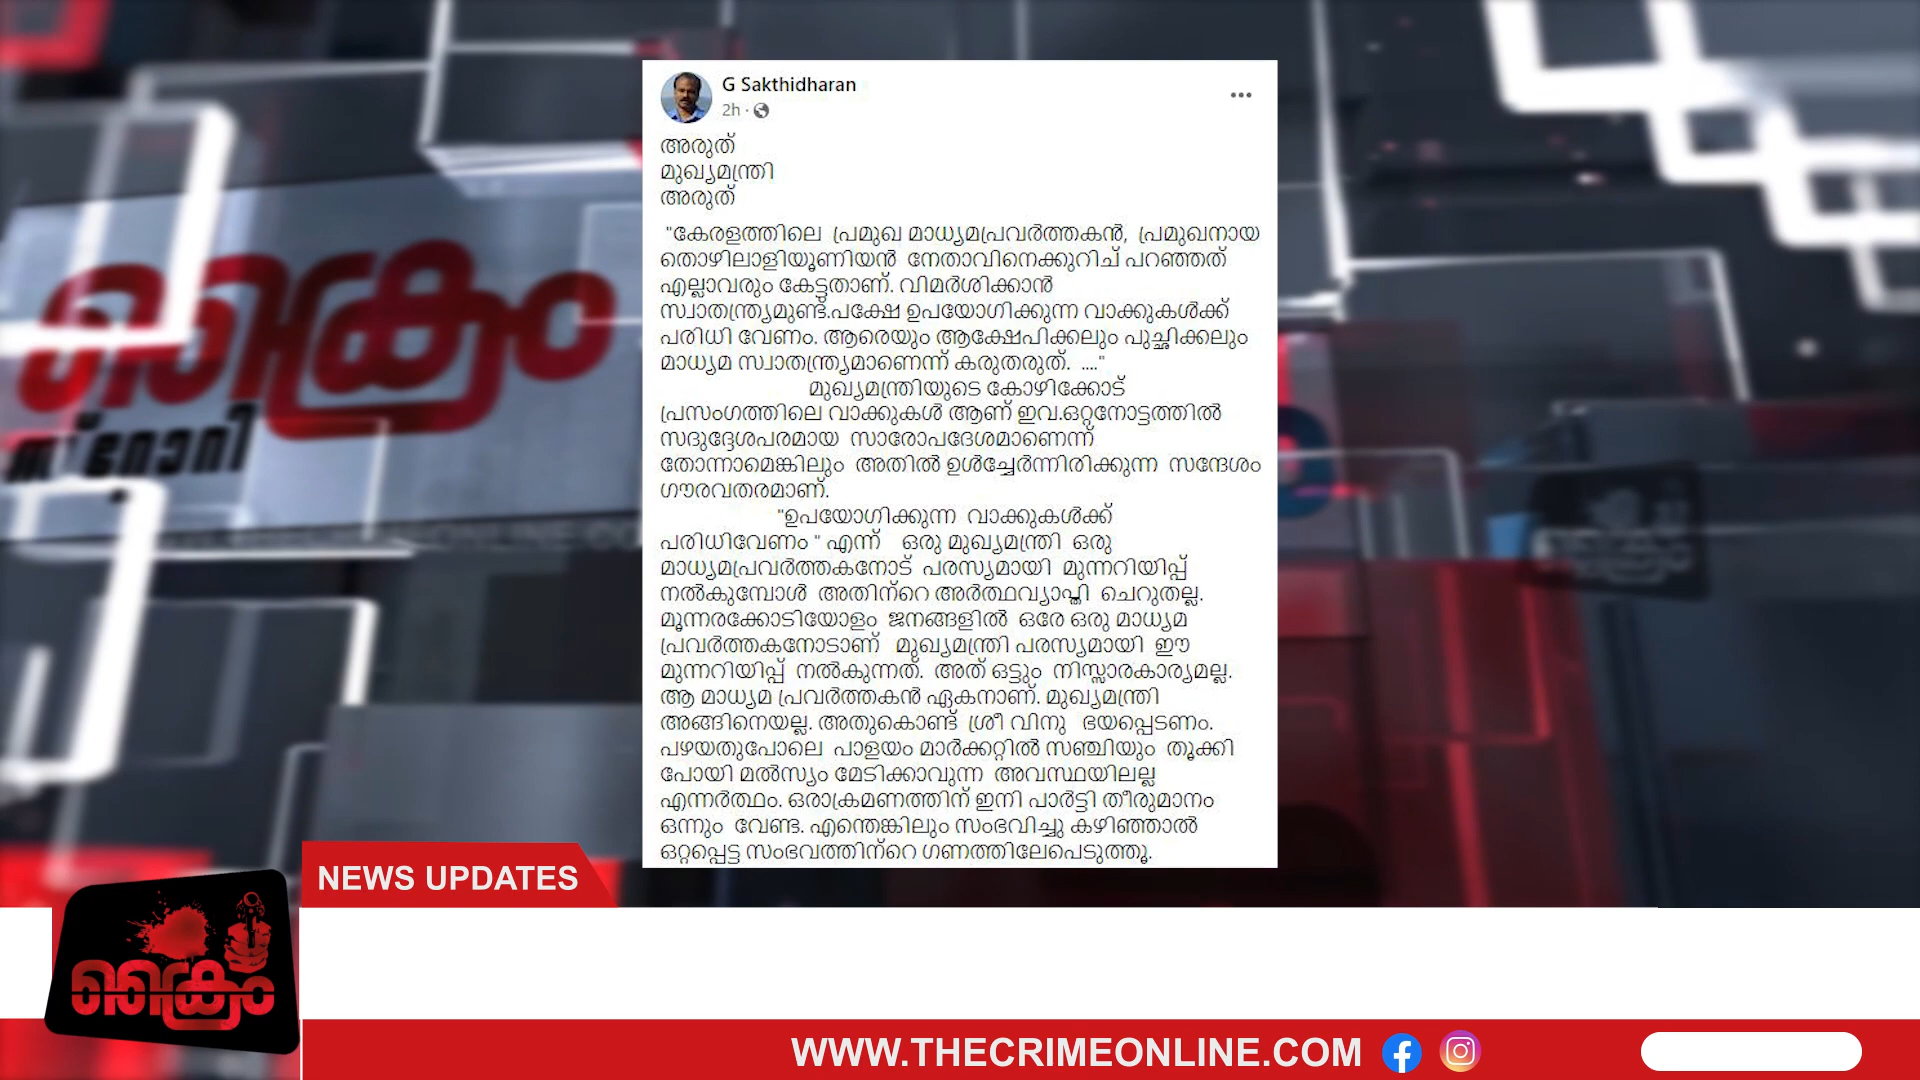 G Sakthidharan
2h ·
അരുത്
മുഖ്യമന്ത്രി
അരുത്
"കേരളത്തിലെ പ്രമുഖ മാധ്യമപ്രവർത്തകൻ, പ്രമുഖനായ
തൊഴിലാളിയൂണിയൻ നേതാവിനെക്കുറിച് പറഞ്ഞത്
എല്ലാവരും കേട്ടതാണ്. വിമർശിക്കാൻ
സ്വാതന്ത്ര്യമുണ്ട്.പക്ഷേ ഉപയോഗിക്കുന്ന വാക്കുകൾക്ക്
പരിധി വേണം. ആരെയും ആക്ഷേപിക്കലും പുച്ഛിക്കലും
മാധ്യമ സ്വാതന്ത്ര്യമാണെന്ന് കരുതരുത്. ...."
മുഖ്യമന്ത്രിയുടെ കോഴിക്കോട്
പ്രസംഗത്തിലെ വാക്കുകൾ ആണ് ഇവ.ഒറ്റനോട്ടത്തിൽ
സദുദ്ദേശപരമായ സാരോപദേശമാണെന്ന്
തോന്നാമെങ്കിലും അതിൽ ഉൾച്ചേർന്നിരിക്കുന്ന സന്ദേശം
ഗൗരവതരമാണ്.
"ഉപയോഗിക്കുന്ന വാക്കുകൾക്ക്
പരിധിവേണം " എന്ന് ഒരു മുഖ്യമന്ത്രി ഒരു
മാധ്യമപ്രവർത്തകനോട് പരസ്യമായി മുന്നറിയിപ്പ്
നൽകുമ്പോൾ അതിന്റെ അർത്ഥവ്യാപ്തി ചെറുതല്ല.
മൂന്നരക്കോടിയോളം ജനങ്ങളിൽ ഒരേ ഒരു മാധ്യമ
പ്രവർത്തകനോടാണ് മുഖ്യമന്ത്രി പരസ്യമായി ഈ
മുന്നറിയിപ്പ് നൽകുന്നത്. അത് ഒട്ടും നിസ്സാരകാര്യമല്ല.
ആ മാധ്യമ പ്രവർത്തകൻ ഏകനാണ്. മുഖ്യമന്ത്രി
അങ്ങിനെയല്ല. അതുകൊണ്ട് ശ്രീ വിനു ഭയപ്പെടണം.
പഴയതുപോലെ പാളയം മാർക്കറ്റിൽ സഞ്ചിയും തൂക്കി
പോയി മൽസ്യം മേടിക്കാവുന്ന അവസ്ഥയിലല്ല
എന്നർത്ഥം. ഒരാക്രമണത്തിന് ഇനി പാർട്ടി തീരുമാനം
ഒന്നും വേണ്ട. എന്തെങ്കിലും സംഭവിച്ചു കഴിഞ്ഞാൽ
ഒറ്റപ്പെട്ട സംഭവത്തിന്റെ ഗണത്തിലേപെടുത്തൂ.
ക്രൈം
സ്റ്റോറി
NEWS UPDATES
ക്രൈം
WWW.THECRIMEONLINE.COM